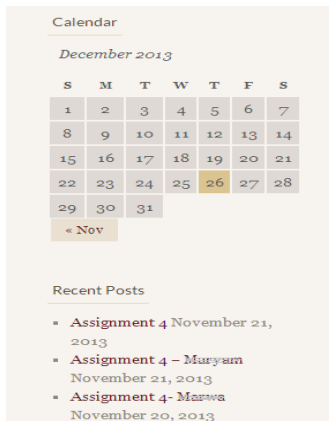 Calendar
December 2013
S M T W T F S
1 2 3 4 5 6 7
8 9 10 11 12 13 14
15 16 17 18 19 20 21
22 23 24 25 26 27 28
29 30 31
« Nov
Recent Posts
Assignment 4 November 21,
2013
Assignment 4 –
November 21, 2013
Assignment 4-
November 20, 2013